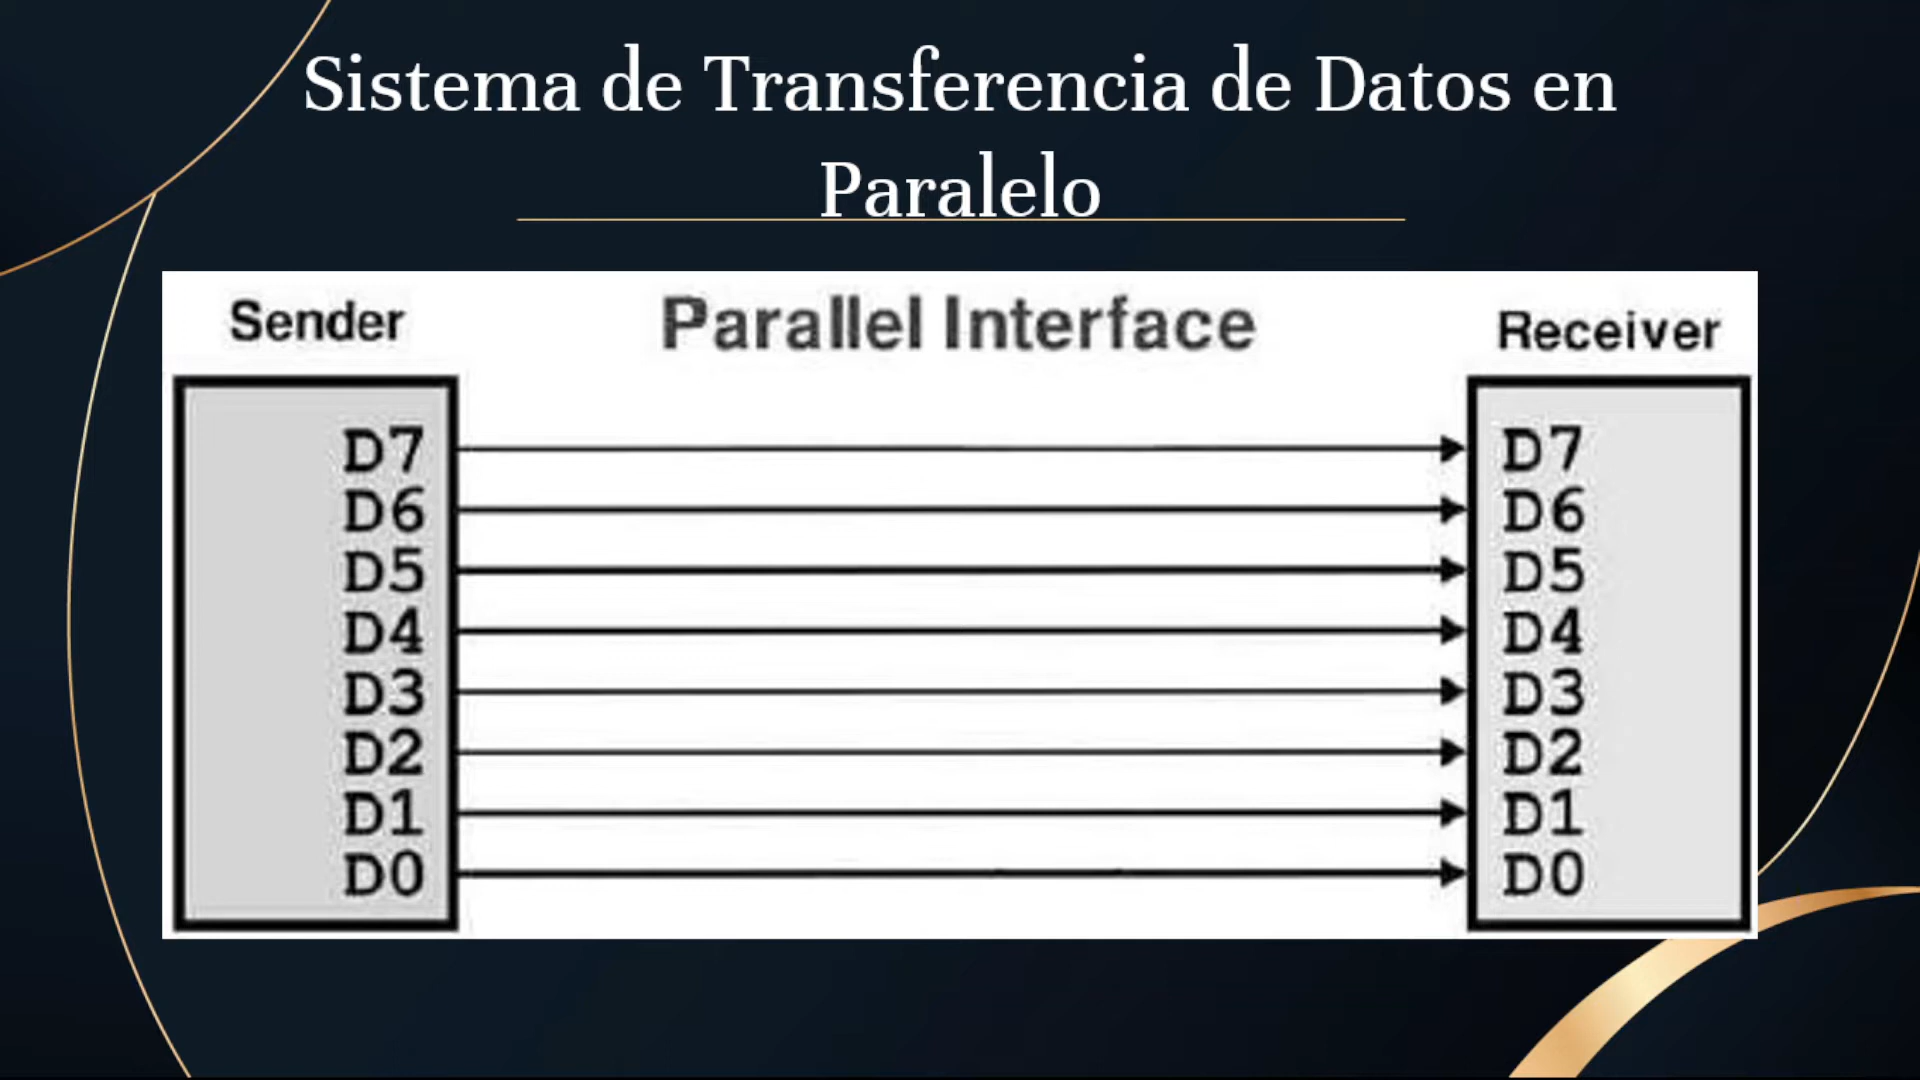 Sistema de Transferencia de Datos en
Paralelo
Sender
Parallel Interface
Receiver
D7
D6
D5
D4
D3
D2
D1
D0
D7
D6
D5
D4
D3
D2
D1
D0